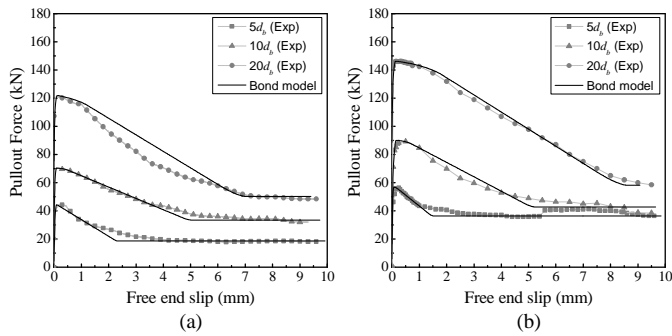 180
160
140
120
100
80
60
40
20
0
Pullout Force (kN)
0 1 2 3 4 5 6 7 8 9 10
Free end slip (mm)
5d_b (Exp)
10d_b (Exp)
20d_b (Exp)
Bond model
(a)
180
160
140
120
100
80
60
40
20
0
Pullout Force (kN)
0 1 2 3 4 5 6 7 8 9 10
Free end slip (mm)
5d_b (Exp)
10d_b (Exp)
20d_b (Exp)
Bond model
(b)